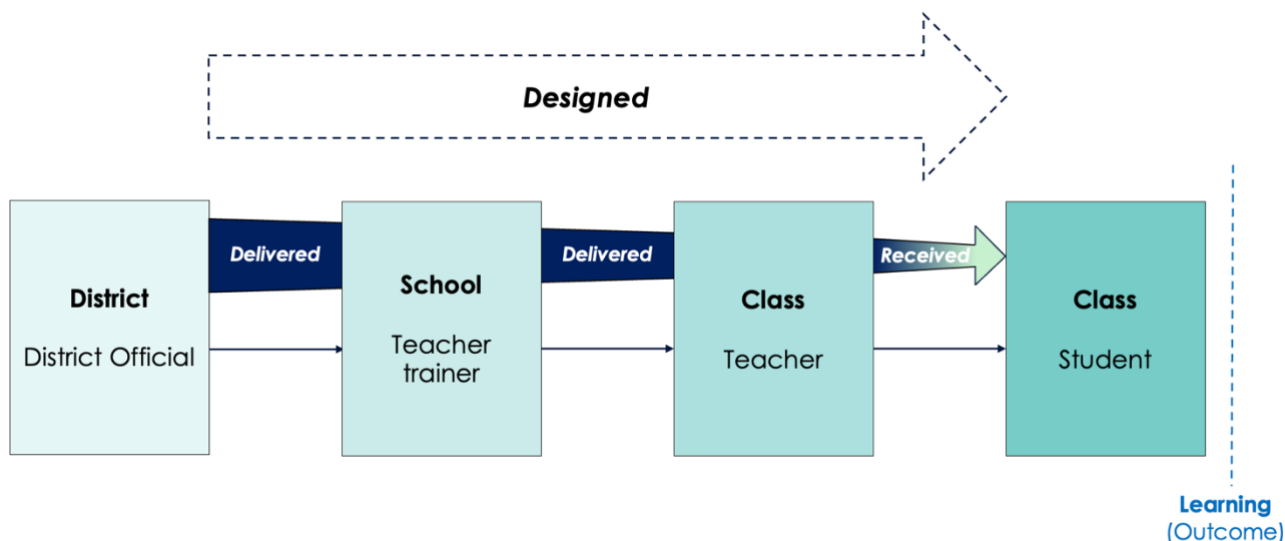 Designed
Delivered
Delivered
Received
District
District Official
School
Teacher
trainer
Class
Teacher
Class
Student
Learning
(Outcome)